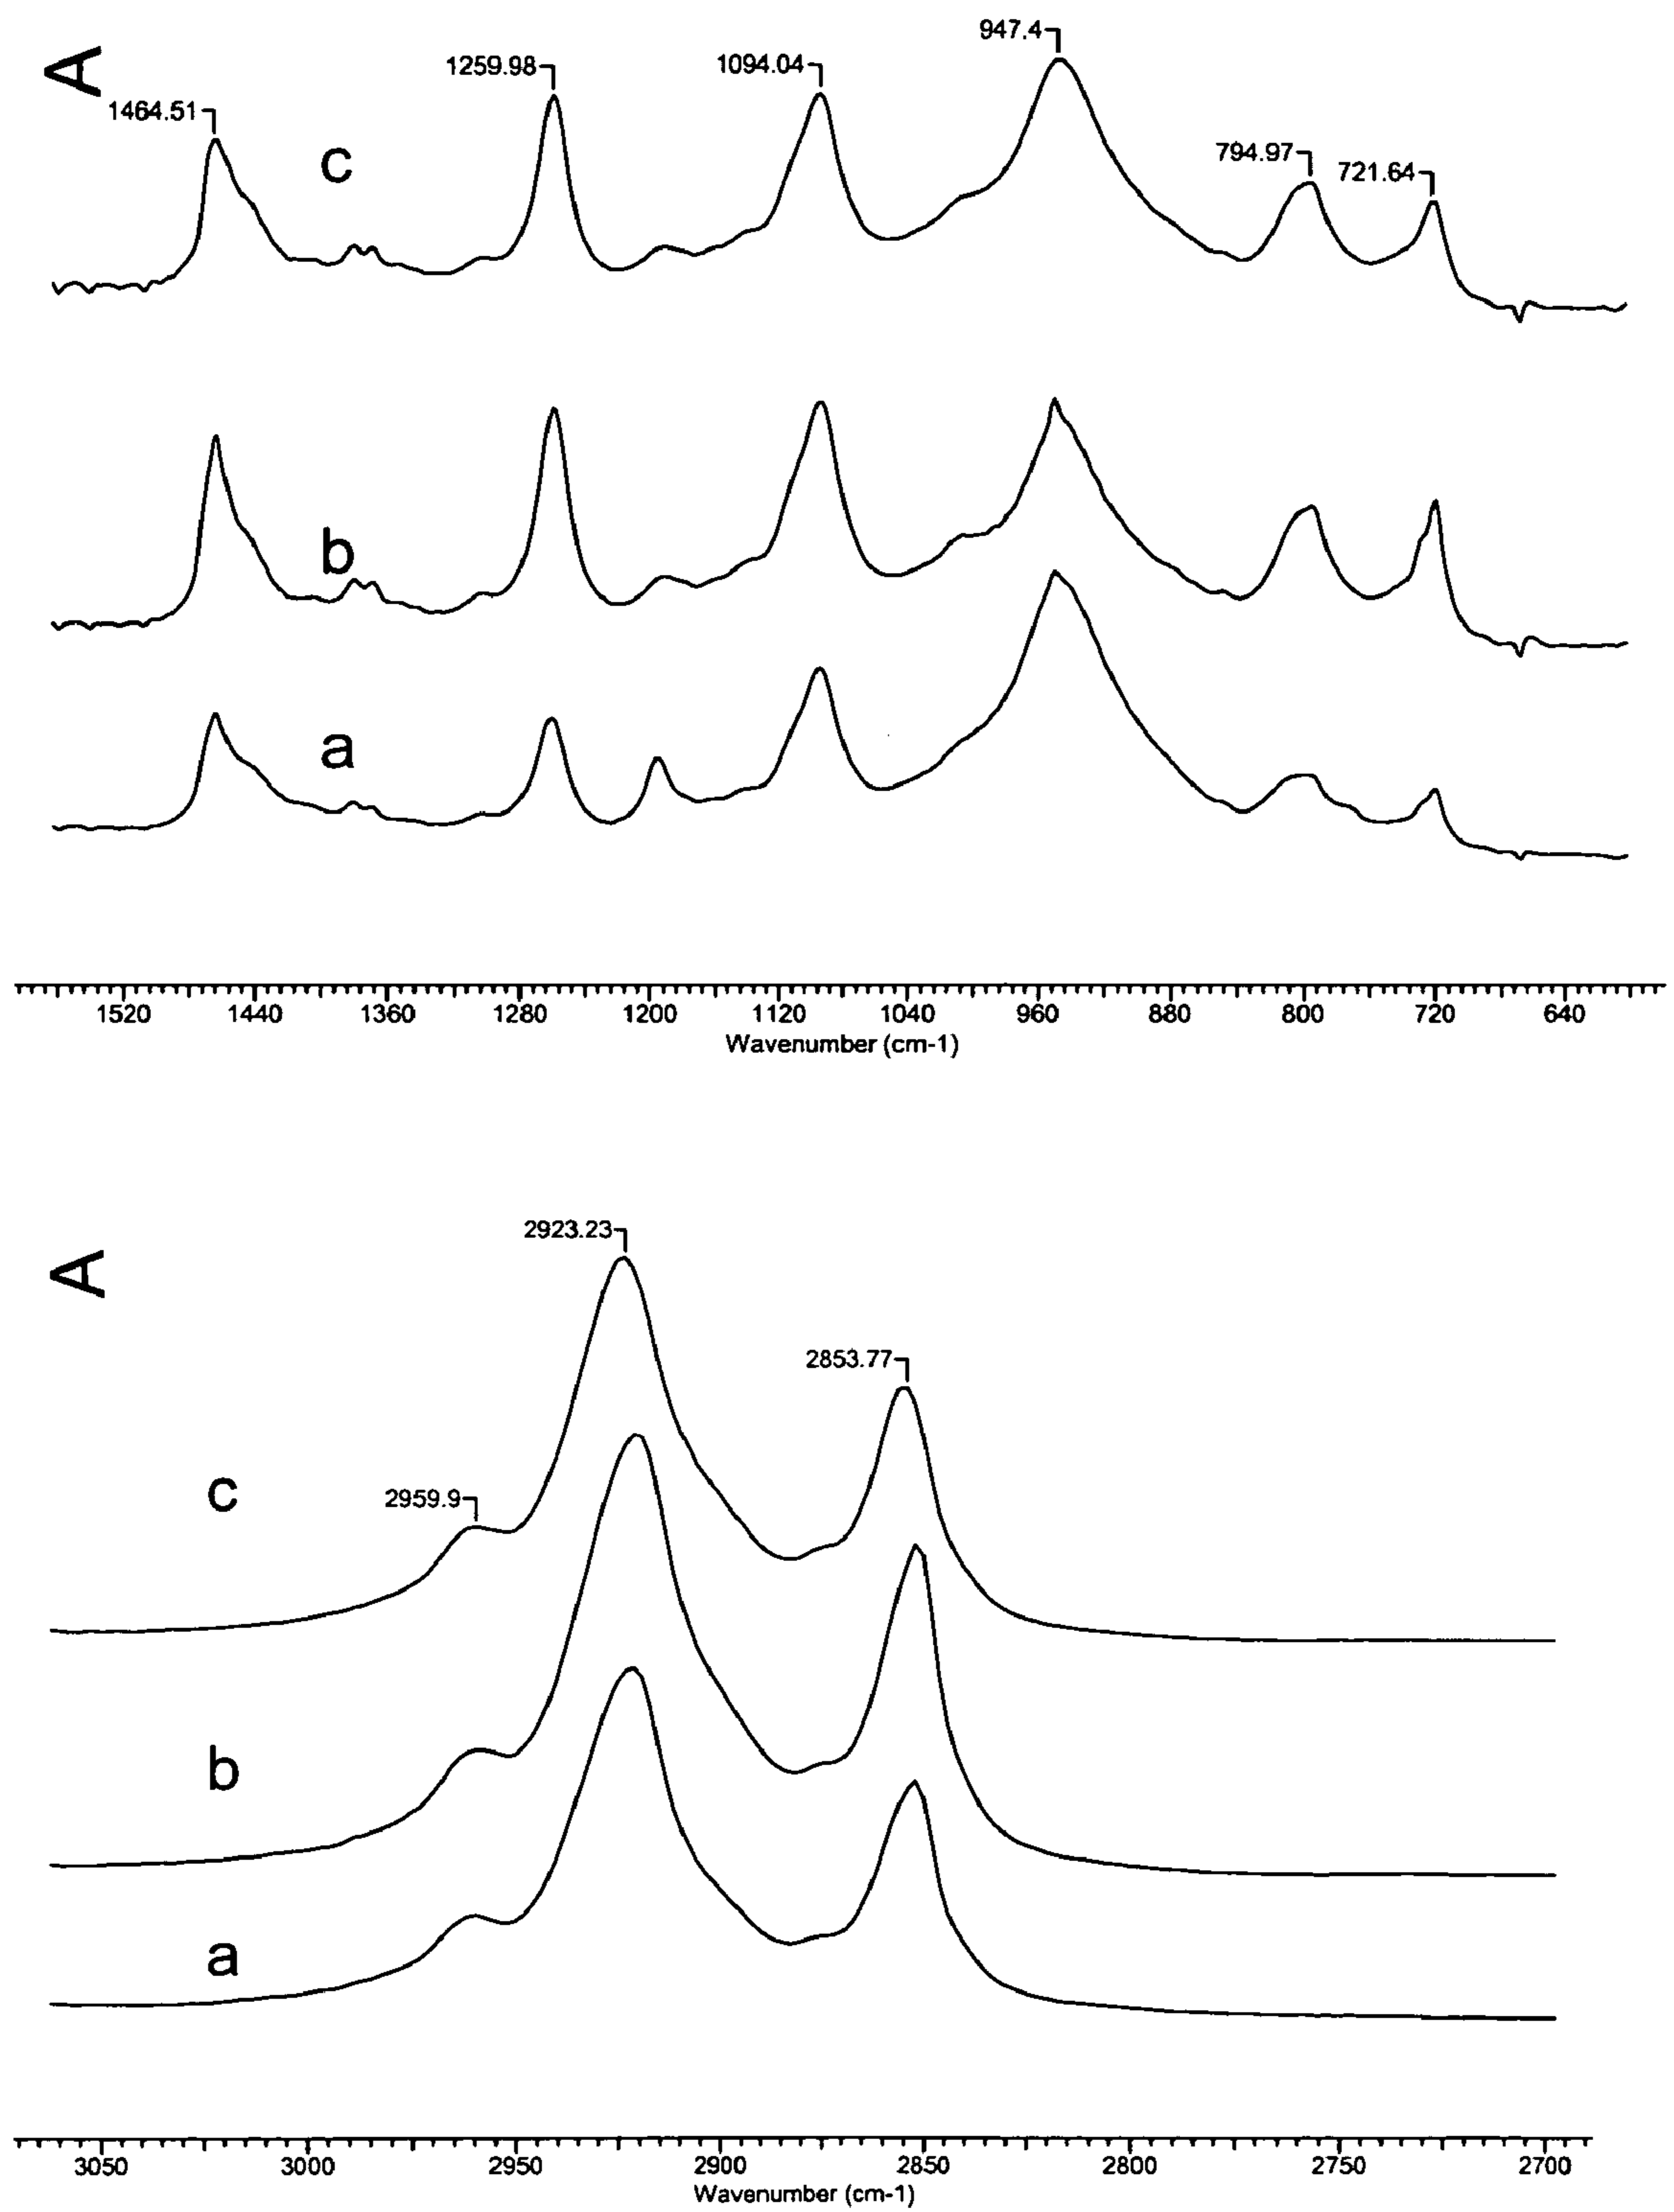 A
947.4
1259.98
1094.04
1464.51
c
794.97
721.64
b
a
1520 1440 1360 1280 1200 1120 1040 960 880 800 720 640
Wavenumber (cm-1)
A
2923.23
2853.77
c
2959.9
b
a
3050 3000 2950 2900 2850 2800 2750 2700
Wavenumber (cm-1)